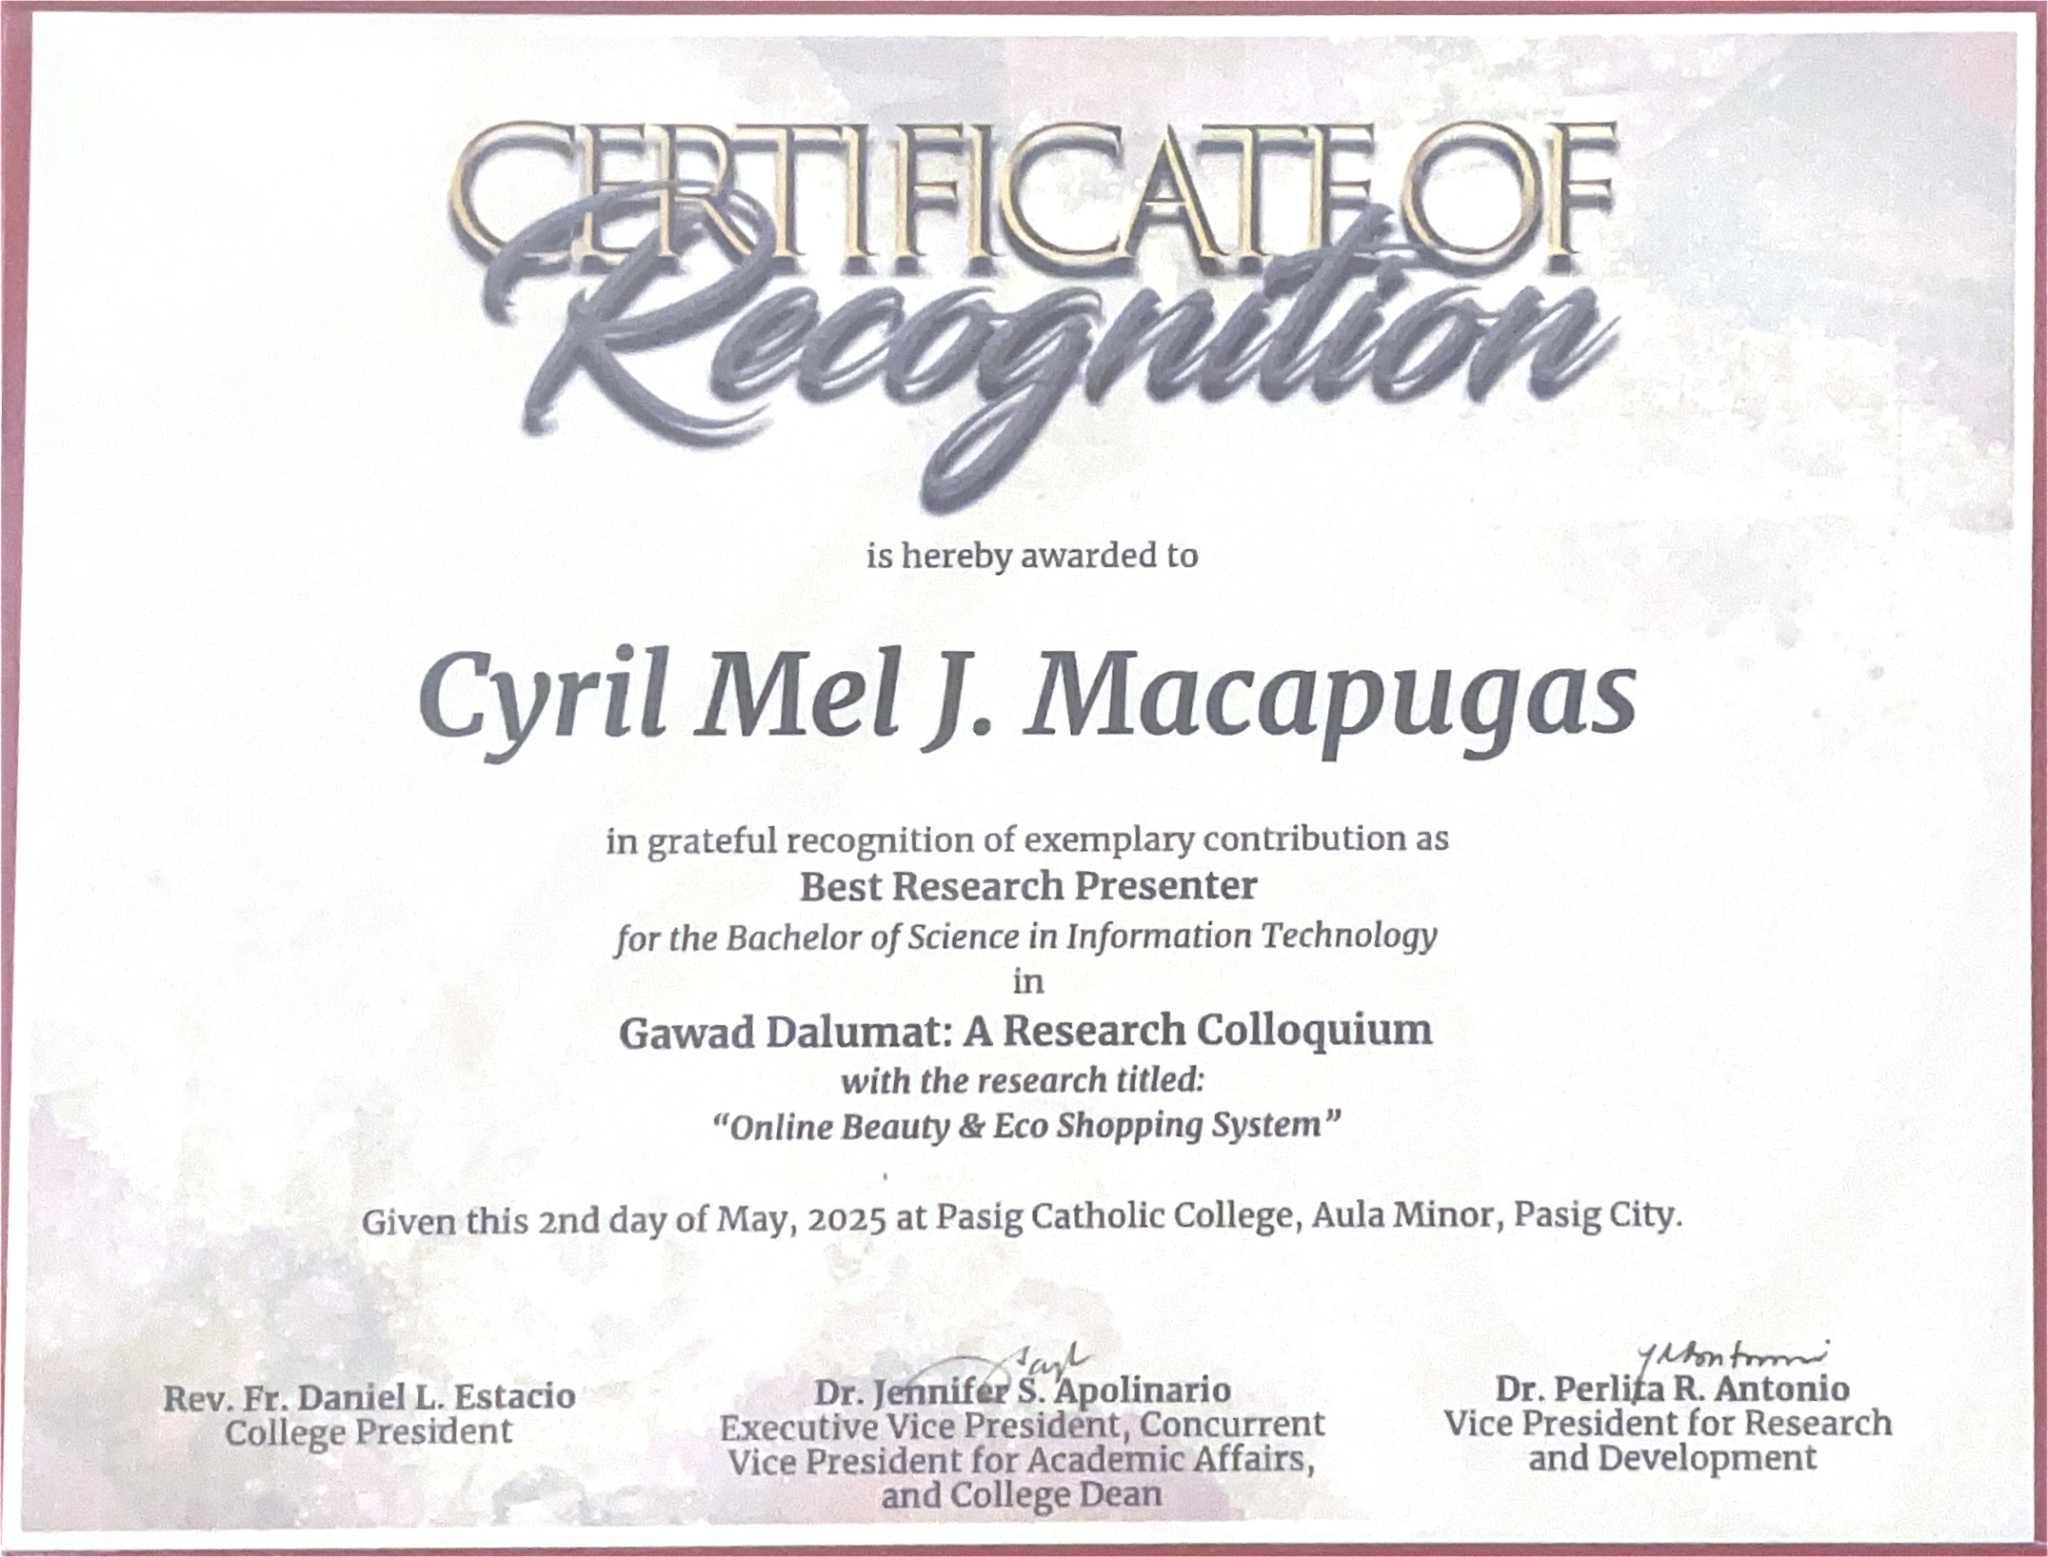 CERTIFICATE OF
Recognition
is hereby awarded to
Cyril Mel J. Macapugas
in grateful recognition of exemplary contribution as
Best Research Presenter
for the Bachelor of Science in Information Technology
in
Gawad Dalumat: A Research Colloquium
with the research titled:
“Online Beauty & Eco Shopping System”
Given this 2nd day of May, 2025 at Pasig Catholic College, Aula Minor, Pasig City.
Rev. Fr. Daniel L. Estacio
College President
Dr. Jennifer S. Apolinario
Executive Vice President, Concurrent
Vice President for Academic Affairs,
and College Dean
Dr. Perlita R. Antonio
Vice President for Research
and Development